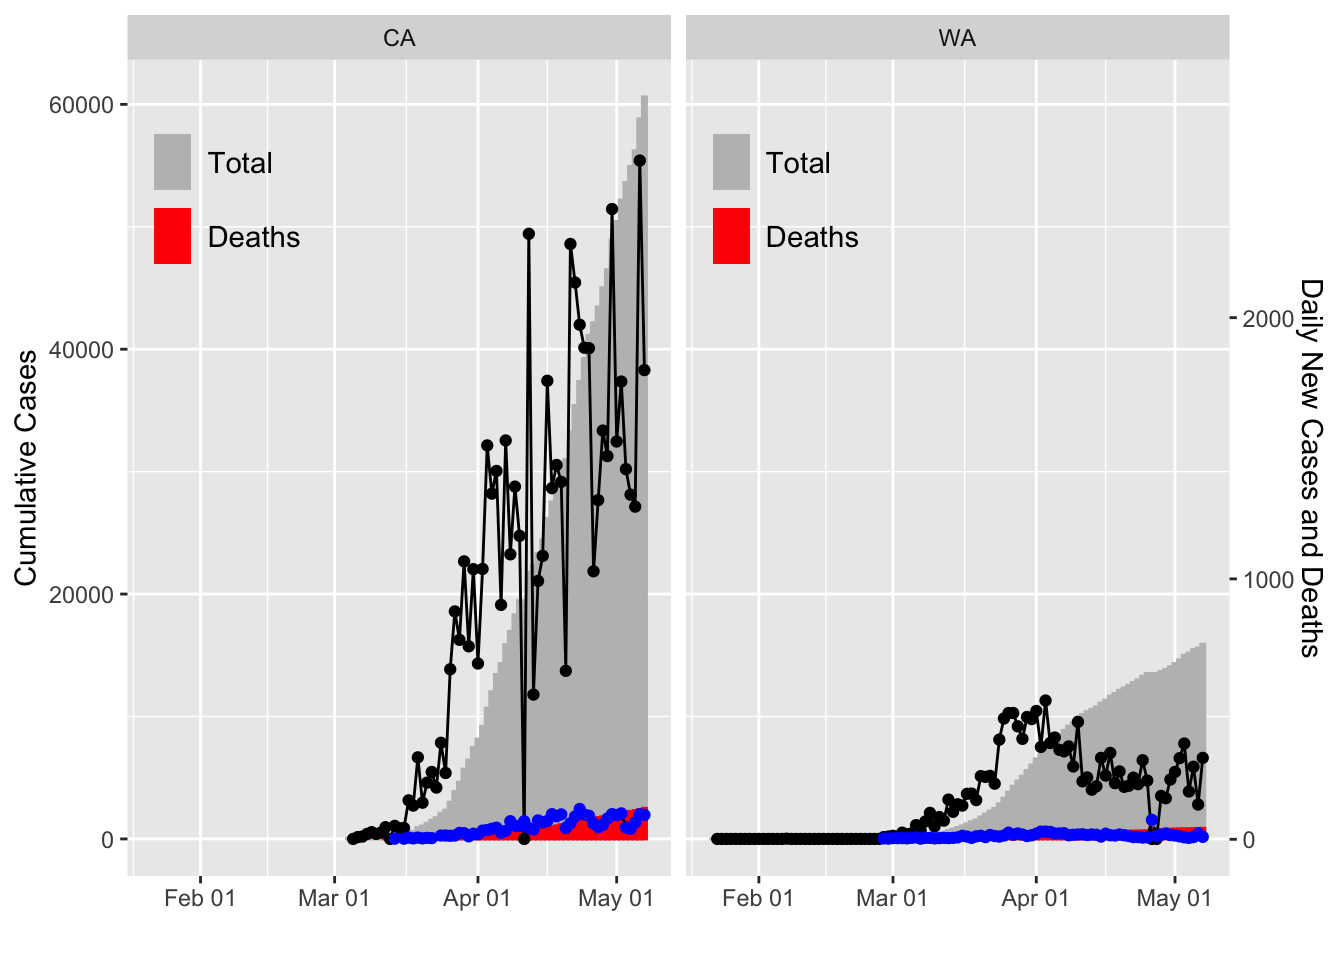 CA
WA
60000
40000
20000
0
Cumulative Cases
Total
Deaths
Total
Deaths
2000
1000
0
Daily New Cases and Deaths
Feb 01
Mar 01
Apr 01
May 01
Feb 01
Mar 01
Apr 01
May 01